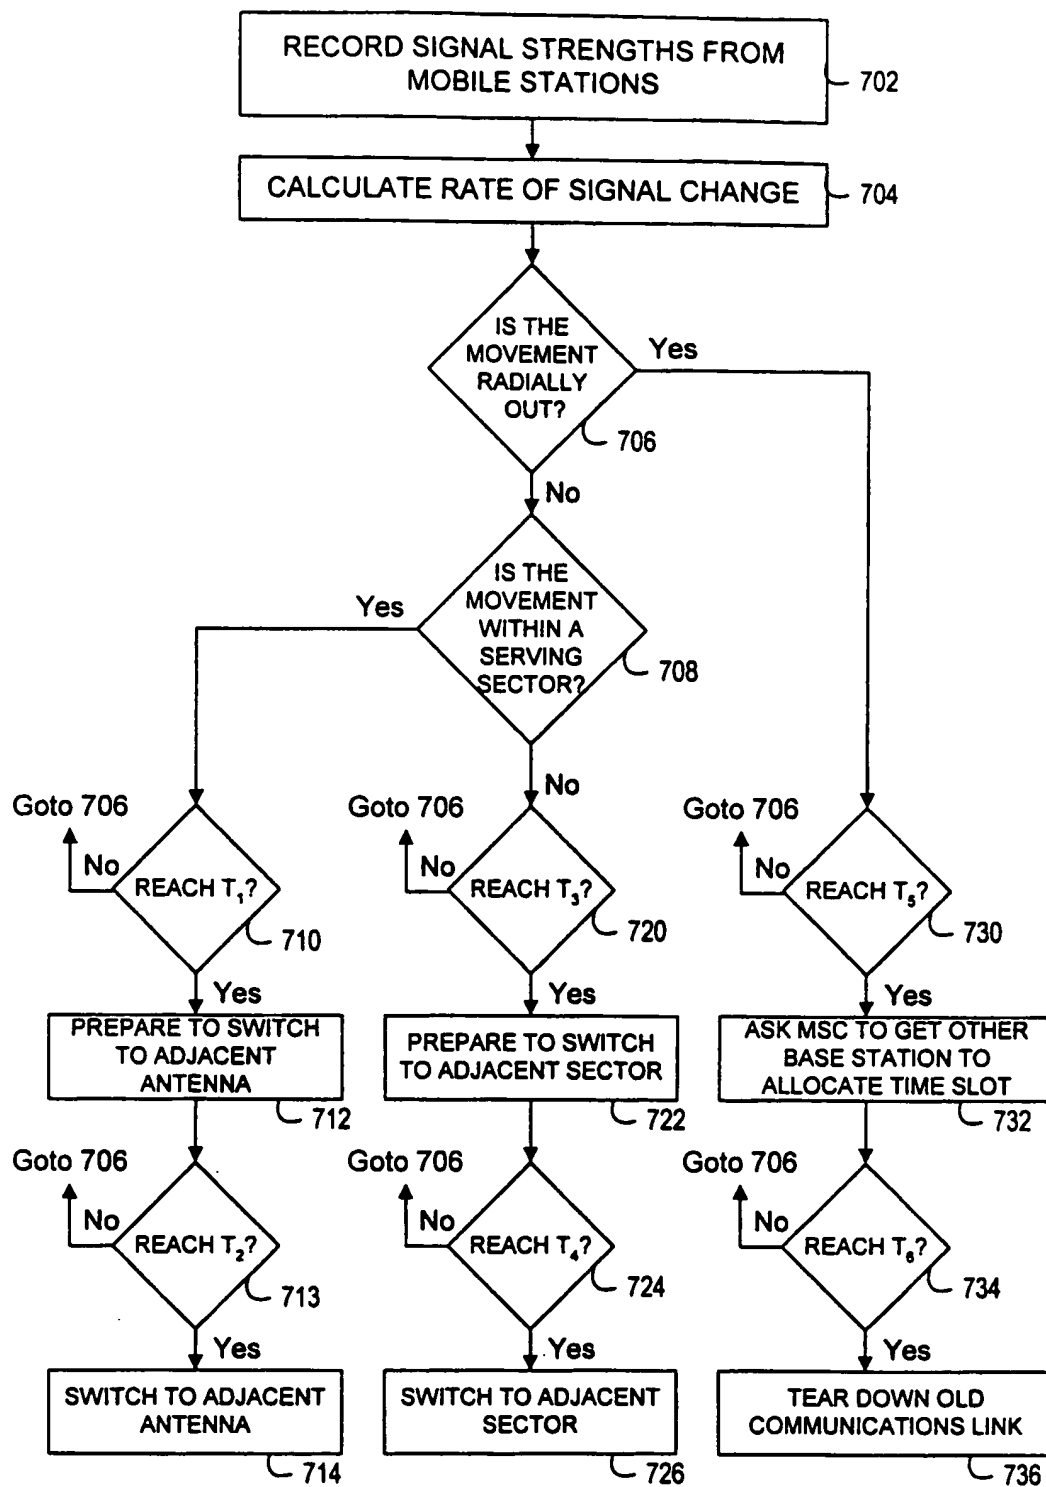 RECORD SIGNAL STRENGTHS FROM
MOBILE STATIONS
702
CALCULATE RATE OF SIGNAL CHANGE
704
IS THE
MOVEMENT
RADIALLY
OUT?
Yes
706
No
IS THE
MOVEMENT
WITHIN A
SERVING
SECTOR?
Yes
708
No
Goto 706
No
REACH T₁?
710
Yes
Goto 706
No
REACH T₃?
720
Yes
Goto 706
No
REACH T₅?
730
Yes
PREPARE TO SWITCH
TO ADJACENT
ANTENNA
712
PREPARE TO SWITCH
TO ADJACENT SECTOR
722
ASK MSC TO GET OTHER
BASE STATION TO
ALLOCATE TIME SLOT
732
Goto 706
No
REACH T₂?
713
Yes
Goto 706
No
REACH T₄?
724
Yes
Goto 706
No
REACH T₆?
734
Yes
SWITCH TO ADJACENT
ANTENNA
714
SWITCH TO ADJACENT
SECTOR
726
TEAR DOWN OLD
COMMUNICATIONS LINK
736